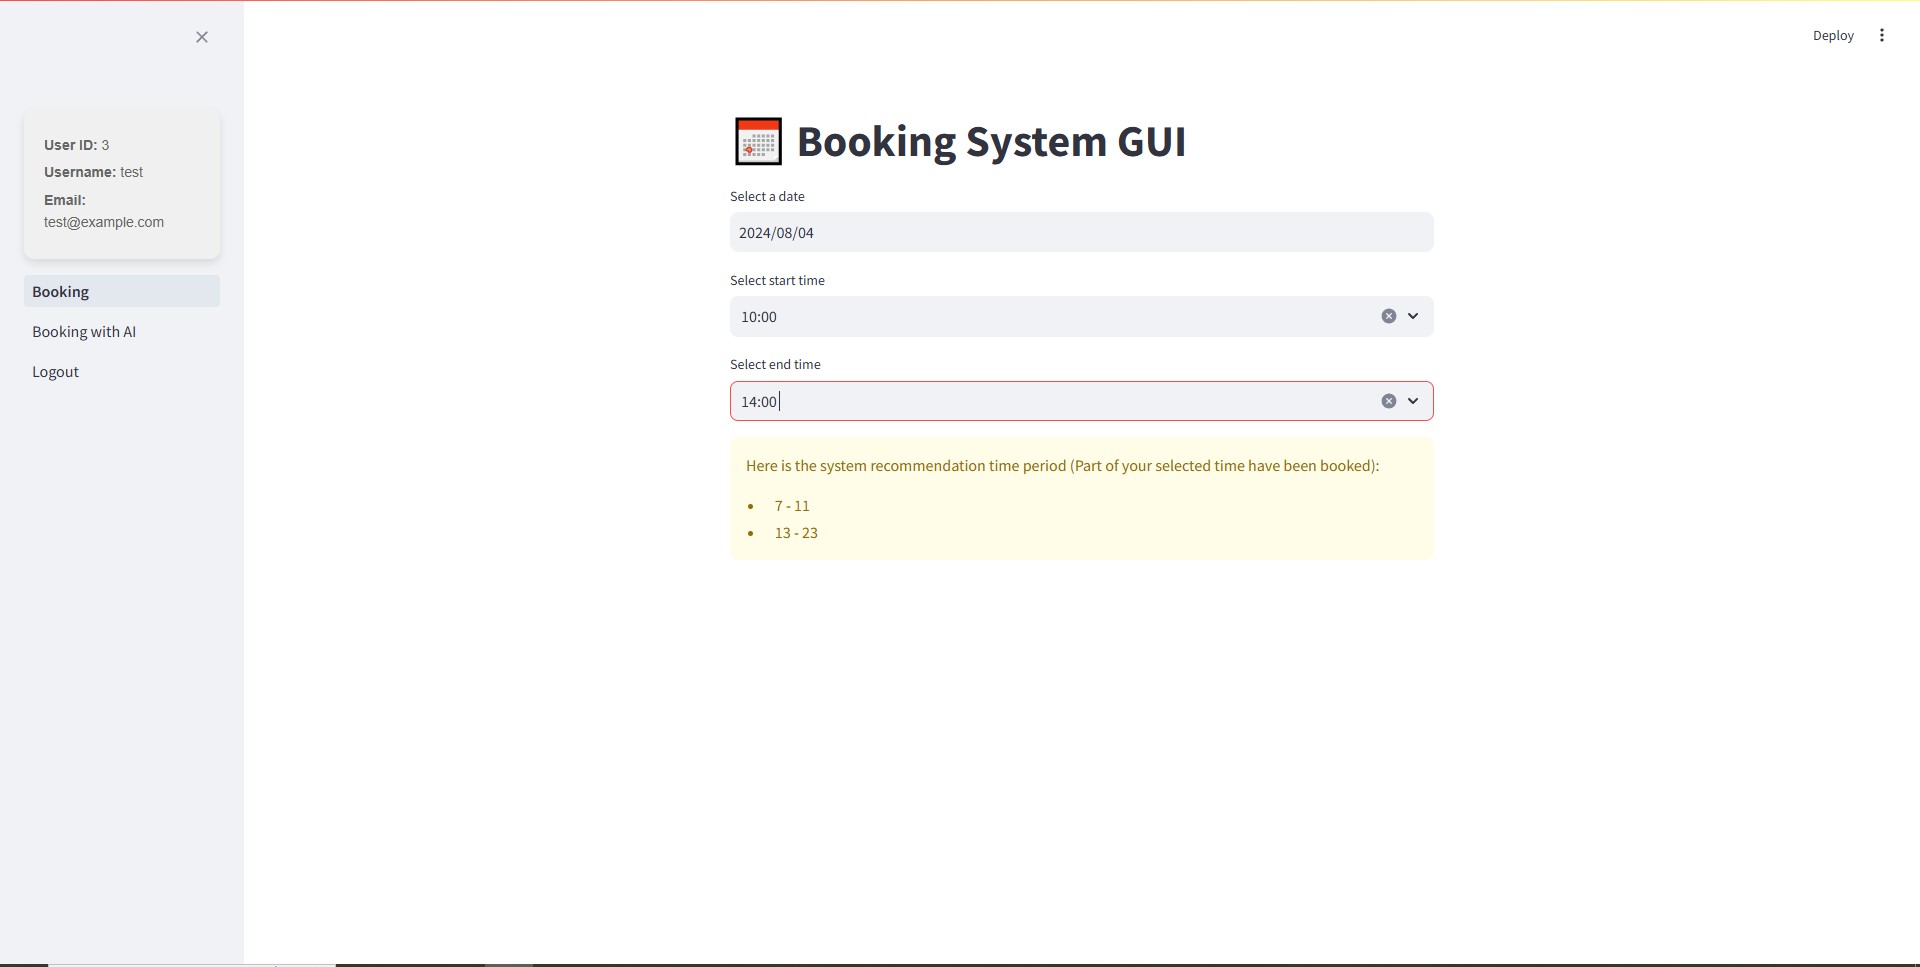 Deploy
User ID: 3
Username: test
Email:
test@example.com
Booking
Booking with AI
Logout
Booking System GUI
Select a date
2024/08/04
Select start time
10:00
Select end time
14:00
Here is the system recommendation time period (Part of your selected time have been booked):
• 7 - 11
• 13 - 23